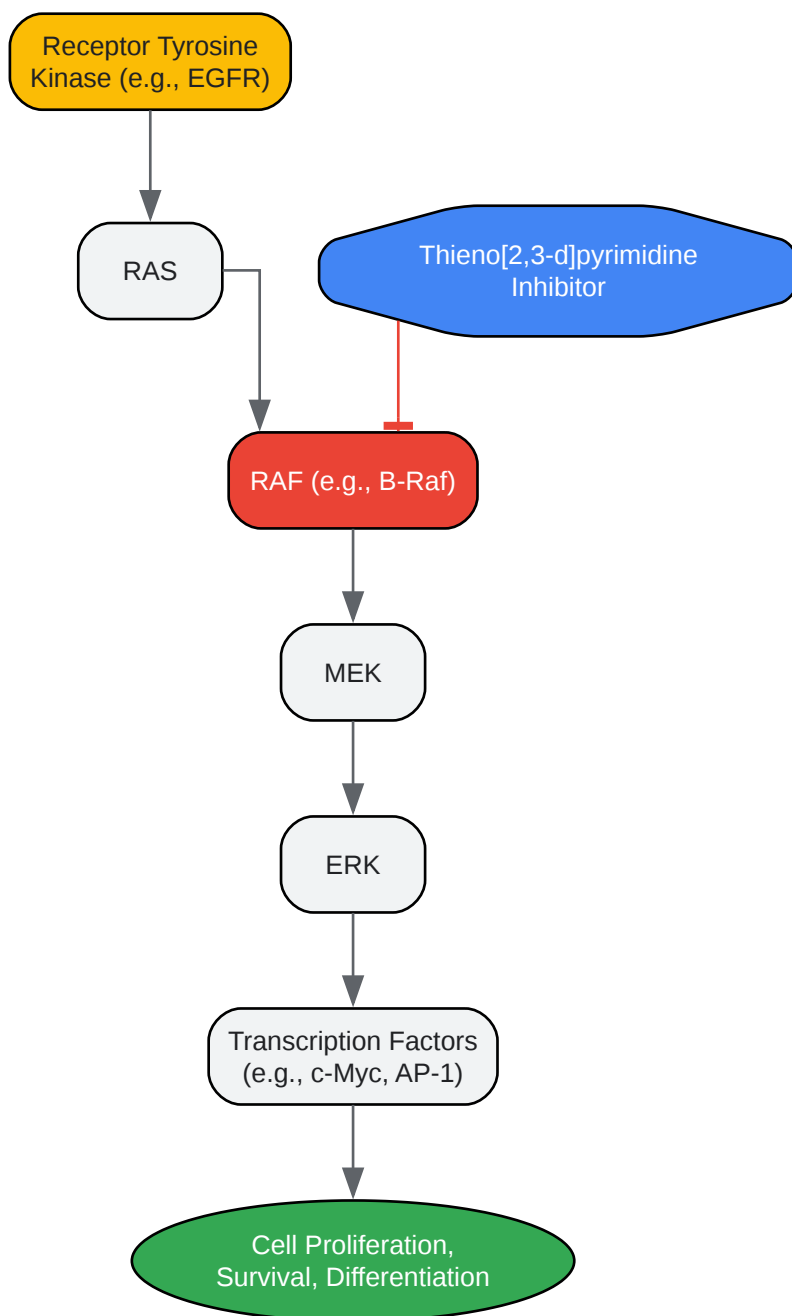 Receptor Tyrosine
Kinase (e.g., EGFR)
RAS
Thieno[2,3-d]pyrimidine
Inhibitor
RAF (e.g., B-Raf)
MEK
ERK
Transcription Factors
(e.g., c-Myc, AP-1)
Cell Proliferation,
Survival, Differentiation